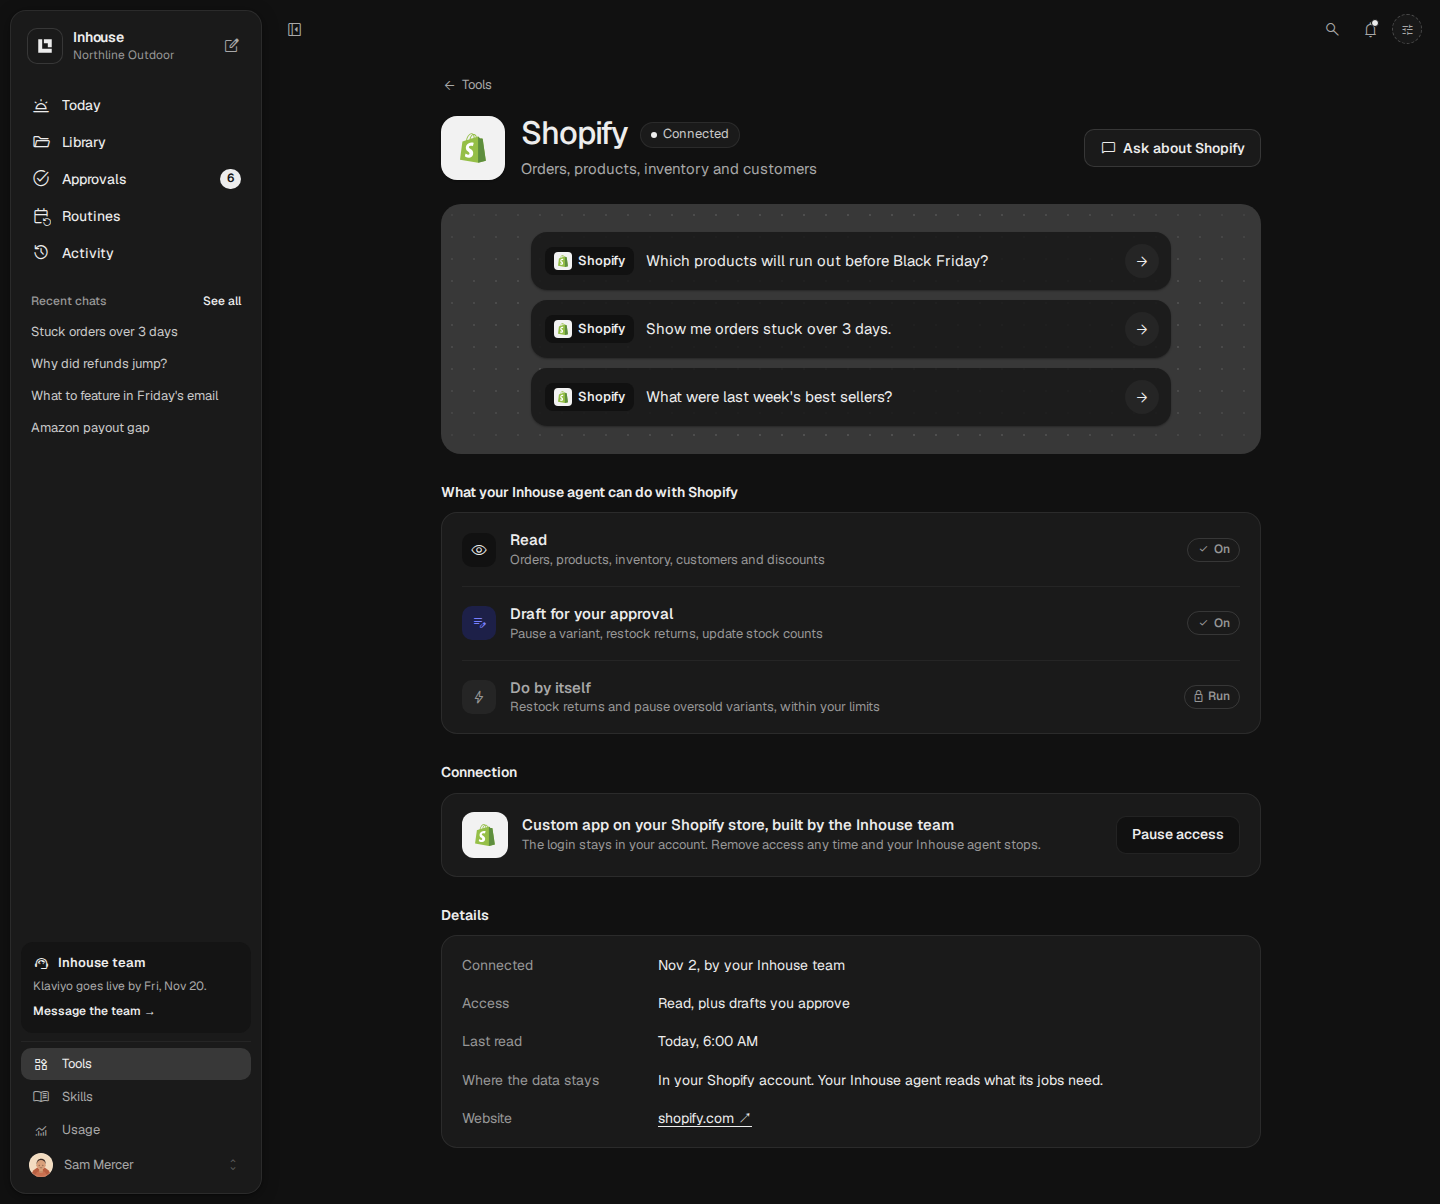 Inhouse
Northline Outdoor
Today
Library
Approvals
6
Routines
Activity
Recent chats
See all
Stuck orders over 3 days
Why did refunds jump?
What to feature in Friday's email
Amazon payout gap
Inhouse team
Klaviyo goes live by Fri, Nov 20.
Message the team →
Tools
Skills
Usage
Sam Mercer
← Tools
Shopify
Connected
Orders, products, inventory and customers
Ask about Shopify
Shopify
Which products will run out before Black Friday?
Shopify
Show me orders stuck over 3 days.
Shopify
What were last week's best sellers?
What your Inhouse agent can do with Shopify
Read
Orders, products, inventory, customers and discounts
On
Draft for your approval
Pause a variant, restock returns, update stock counts
On
Do by itself
Restock returns and pause oversold variants, within your limits
Run
Connection
Custom app on your Shopify store, built by the Inhouse team
The login stays in your account. Remove access any time and your Inhouse agent stops.
Pause access
Details
Connected
Nov 2, by your Inhouse team
Access
Read, plus drafts you approve
Last read
Today, 6:00 AM
Where the data stays
In your Shopify account. Your Inhouse agent reads what its jobs need.
Website
shopify.com ↗